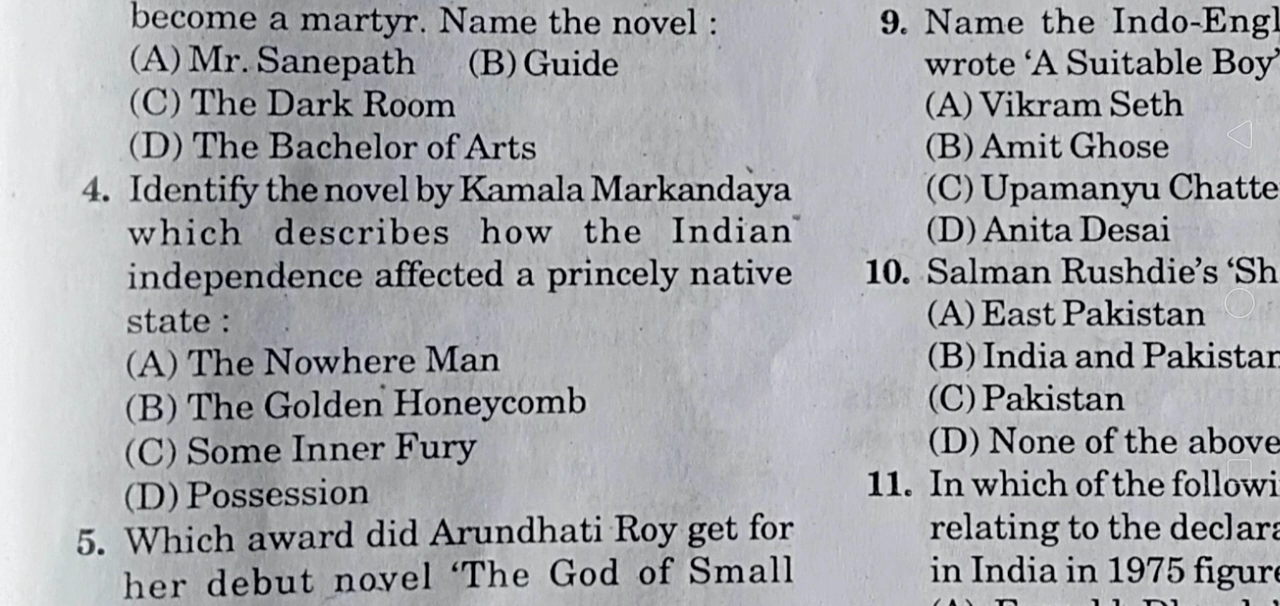 become a martyr. Name the novel :
(A) Mr. Sanepath (B) Guide
(C) The Dark Room
(D) The Bachelor of Arts
4. Identify the novel by Kamala Markandaya
which describes how the Indian
independence affected a princely native
state :
(A) The Nowhere Man
(B) The Golden Honeycomb
(C) Some Inner Fury
(D) Possession
5. Which award did Arundhati Roy get for
her debut novel ‘The God of Small
9. Name the Indo-Engl
wrote ‘A Suitable Boy’
(A) Vikram Seth
(B) Amit Ghose
(C) Upamanyu Chatte
(D) Anita Desai
10. Salman Rushdie’s ‘Sh
(A) East Pakistan
(B) India and Pakistan
(C) Pakistan
(D) None of the above
11. In which of the followi
relating to the declara
in India in 1975 figure